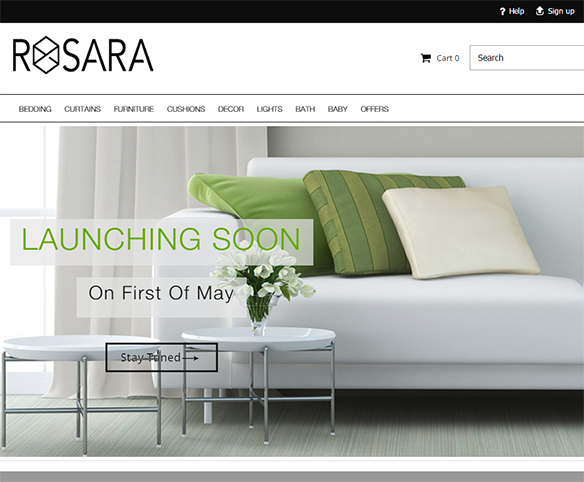 Help Sign up
ROSARA
Cart 0 Search
BEDDING CURTAINS FURNITURE CUSHIONS DECOR LIGHTS BATH BABY OFFERS
LAUNCHING SOON
On First Of May
Stay Tuned